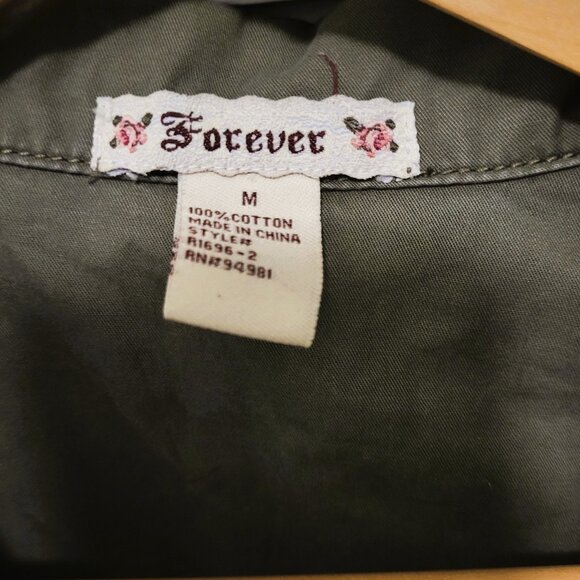 Forever
M
100% COTTON
MADE IN CHINA
STYLE#
R1696-2
RN#94981